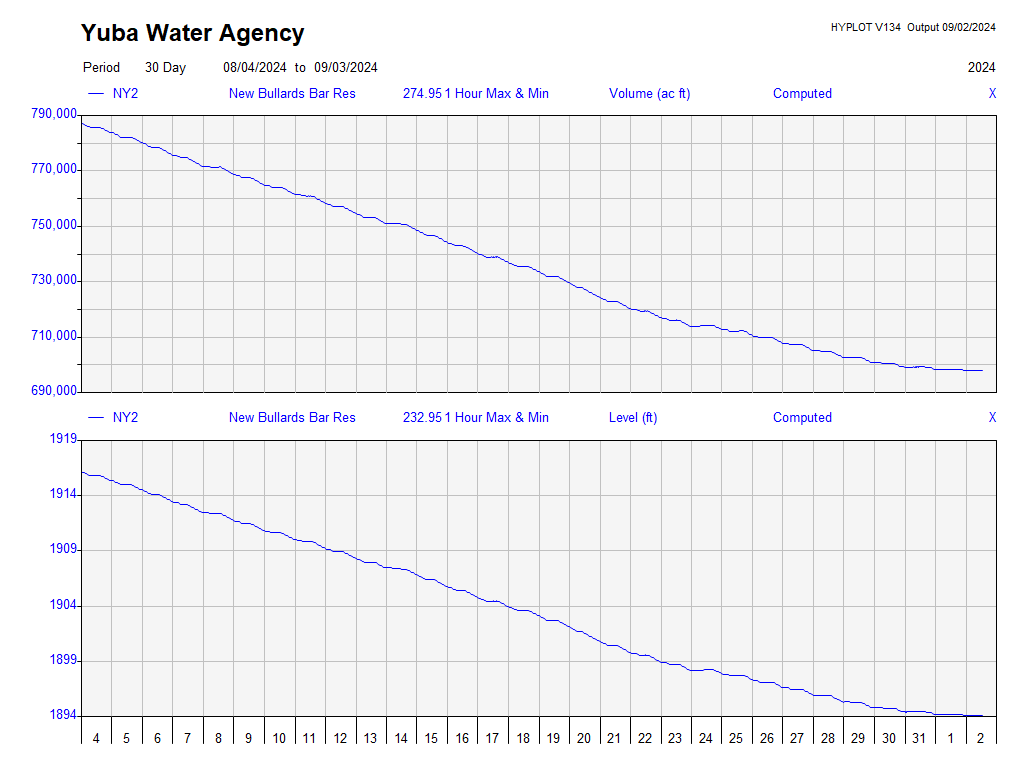 Yuba Water Agency
HYPLOT V134 Output 09/02/2024
Period 30 Day 08/04/2024 to 09/03/2024 2024
NY2 New Bullards Bar Res 274.95 1 Hour Max & Min Volume (ac ft) Computed X
790,000
770,000
750,000
730,000
710,000
690,000
NY2 New Bullards Bar Res 232.95 1 Hour Max & Min Level (ft) Computed X
1919
1914
1909
1904
1899
1894
4 5 6 7 8 9 10 11 12 13 14 15 16 17 18 19 20 21 22 23 24 25 26 27 28 29 30 31 1 2